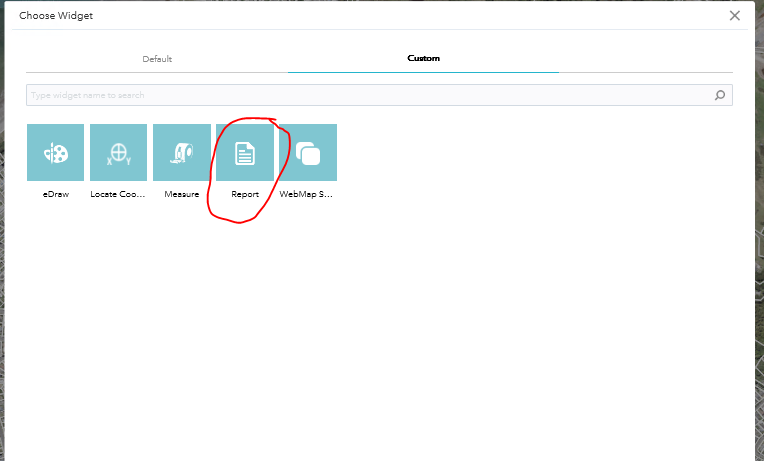 Choose Widget
Default Custom
Type widget name to search
X Y
eDraw Locate Coo... Measure Report WebMap S...